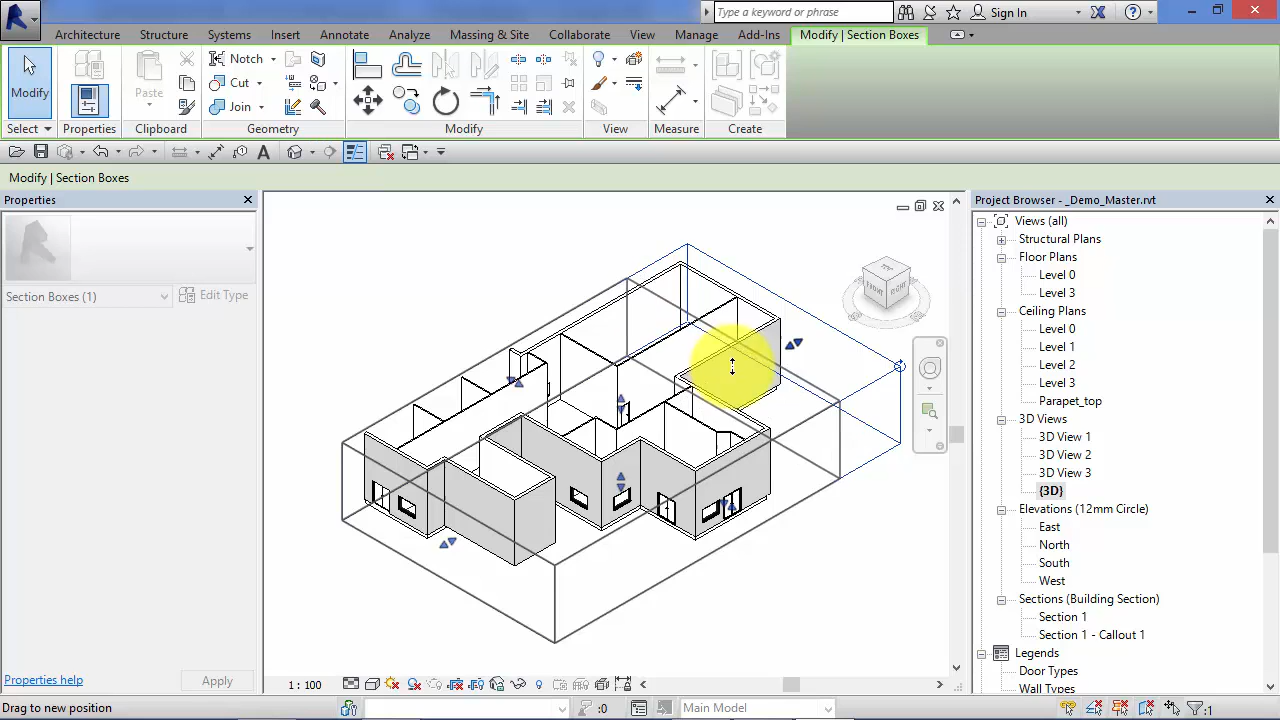 Type a keyword or phrase
Sign In
Architecture Structure Systems Insert Annotate Analyze Massing & Site Collaborate View Manage Add-Ins Modify | Section Boxes
Modify
Paste
Notch
Cut
Join
Select Properties Clipboard Geometry Modify View Measure Create
Modify | Section Boxes
Properties
Section Boxes (1)
Edit Type
Properties help
Apply
1 : 100
Project Browser - _Demo_Master.rvt
Views (all)
Structural Plans
Floor Plans
Level 0
Level 3
Ceiling Plans
Level 0
Level 1
Level 2
Level 3
Parapet_top
3D Views
3D View 1
3D View 2
3D View 3
{3D}
Elevations (12mm Circle)
East
North
South
West
Sections (Building Section)
Section 1
Section 1 - Callout 1
Legends
Door Types
Wall Types
Drag to new position
:0
Main Model
:1